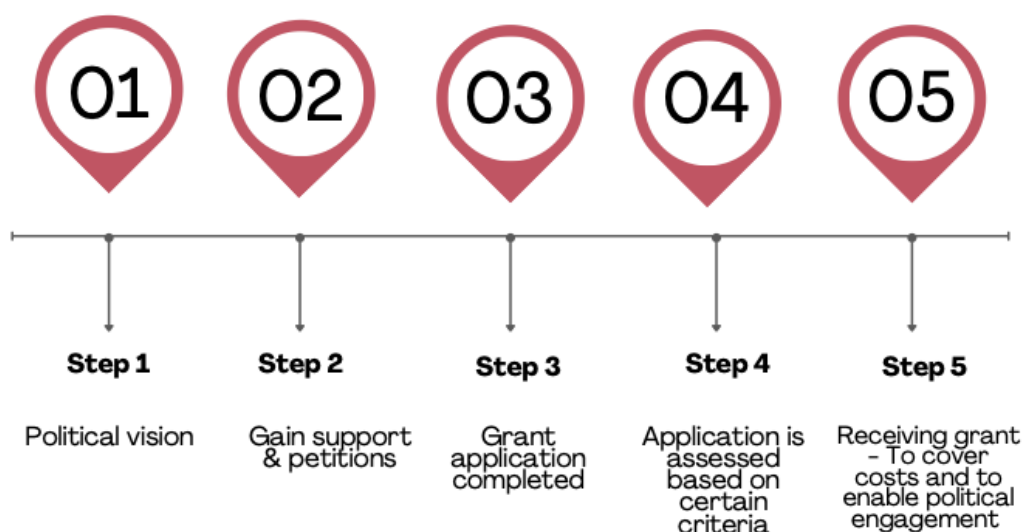 01
02
03
04
05
Step 1
Step 2
Step 3
Step 4
Step 5
Political vision
Gain support
& petitions
Grant
application
completed
Application is
assessed
based on
certain
criteria
Receiving grant
- To cover
costs and to
enable political
engagement